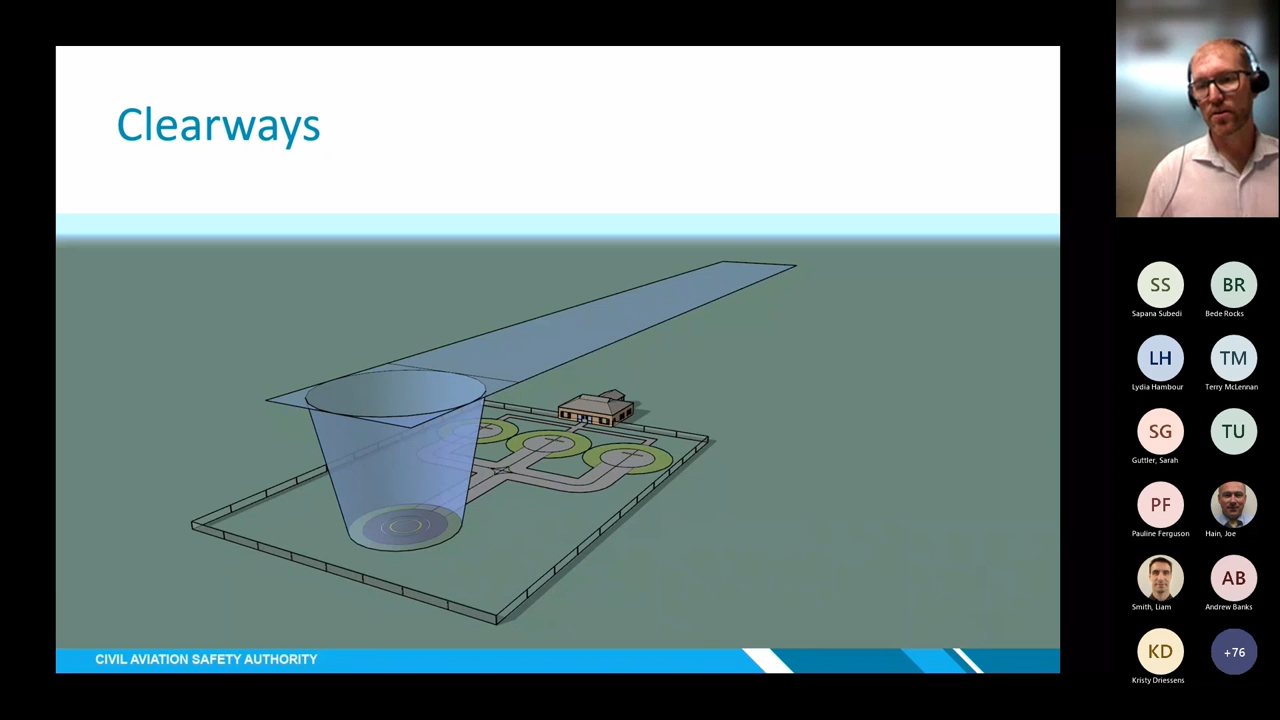 Clearways
CIVIL AVIATION SAFETY AUTHORITY
SS
BR
Sapana Subedi
Bede Rocks
LH
TM
Lydia Hambour
Terry McLennan
SG
TU
Guttler, Sarah
PF
Pauline Ferguson
Hain, Joe
AB
Smith, Liam
Andrew Banks
KD
+76
Kristy Driessens